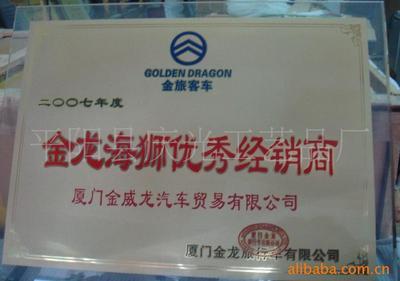 GOLDEN DRAGON
金旅客车
二〇〇七年度
金龙海狮优秀经销商
厦门金威龙汽车贸易有限公司
厦门金龙旅行车有限公司
alibaba.com.cn